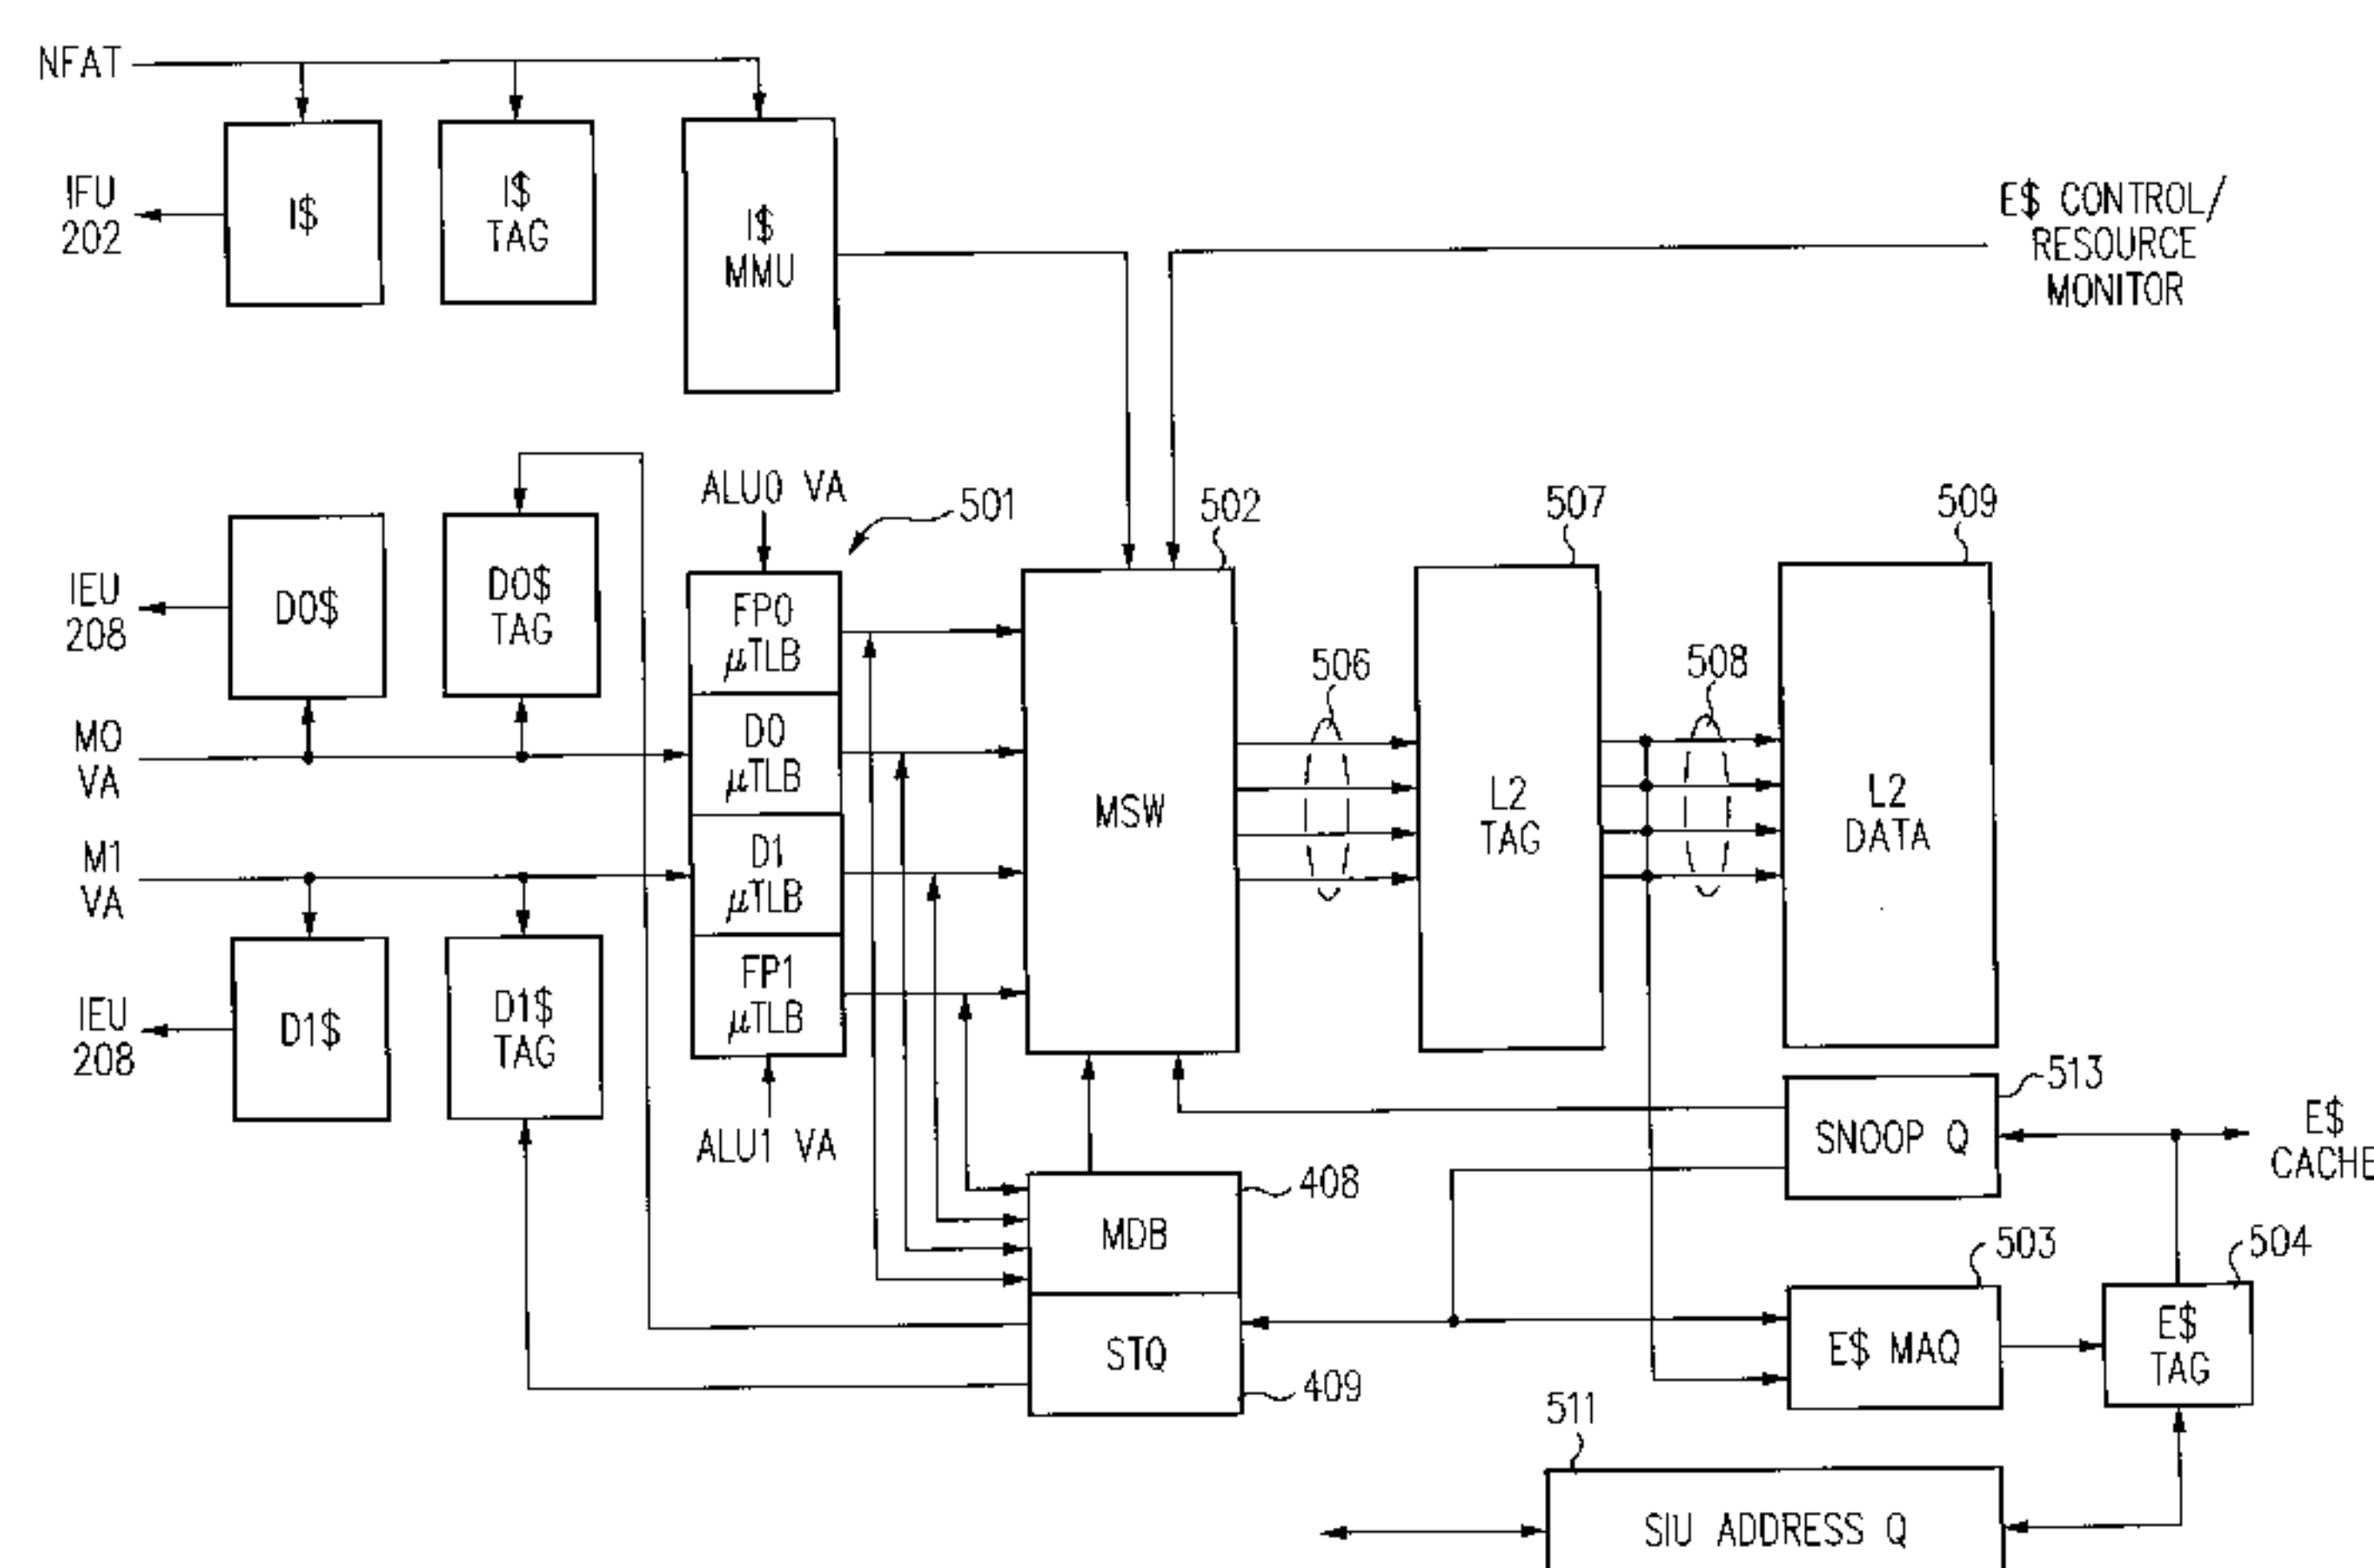 NFAT
IFU
202
I$
I$
TAG
I$
MMU
E$ CONTROL/
RESOURCE
MONITOR
ALU0 VA
501
502
507
509
IEU
208
D0$
D0$
TAG
FP0
µTLB
D0
µTLB
D1
µTLB
FP1
µTLB
M0
VA
M1
VA
MSW
506
L2
TAG
508
L2
DATA
IEU
208
D1$
D1$
TAG
ALU1 VA
513
SNOOP Q
E$
CACHE
408
MDB
STQ
409
503
E$ MAQ
504
E$
TAG
511
SIU ADDRESS Q